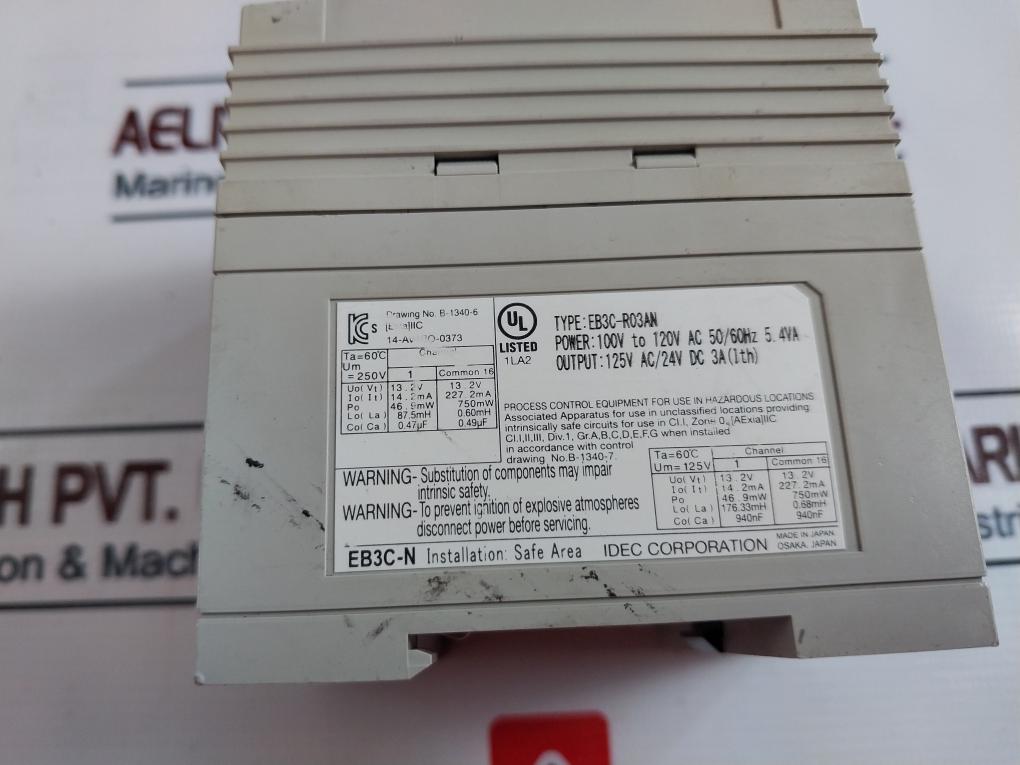 AELR
Marin
H PVT.
on & Mach
Drawing No. B-1340-6
S
14-AV
O-0373
UL
LISTED
1LA2
TYPE:EB3C-R03AN
POWER:100V to 120V AC 50/60Hz 5.4VA
OUTPUT:125V AC/24V DC 3A(Ith)
Ta=60℃
Um
=250V
1 Common 16
Uo(Vt) 13.2V 13.2V
Io(It) 14.2mA 227.2mA
Po 46.9mW 750mW
Lo(La) 87.5mH 0.60mH
Co(Ca) 0.47μF 0.49μF
PROCESS CONTROL EQUIPMENT FOR USE IN HAZARDOUS LOCATIONS
Associated Apparatus for use in unclassified locations providing
intrinsically safe circuits for use in Cl.I, Zone 0, [AExia]IIC
Cl.I,II,III, Div.1, Gr.A,B,C,D,E,F,G when installed
in accordance with control
drawing No.B-1340-7.
Ta=60℃ Channel
Um=125V 1 Common 16
Uo(Vt) 13.2V 13.2V
Io(It) 14.2mA 227.2mA
Po 46.9mW 750mW
Lo(La) 176.33mH 0.68mH
Co(Ca) 940nF 940nF
WARNING- Substitution of components may impair
intrinsic safety.
WARNING- To prevent ignition of explosive atmospheres
disconnect power before servicing.
EB3C-N Installation: Safe Area IDEC CORPORATION
MADE IN JAPAN.
OSAKA, JAPAN